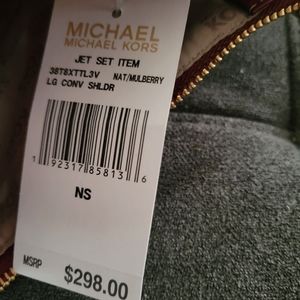 MICHAEL
MICHAEL KORS
JET SET ITEM
38T8XTTL3V NAT/MULBERRY
LG CONV SHLDR
1 92317 85813 6
NS
MSRP $298.00